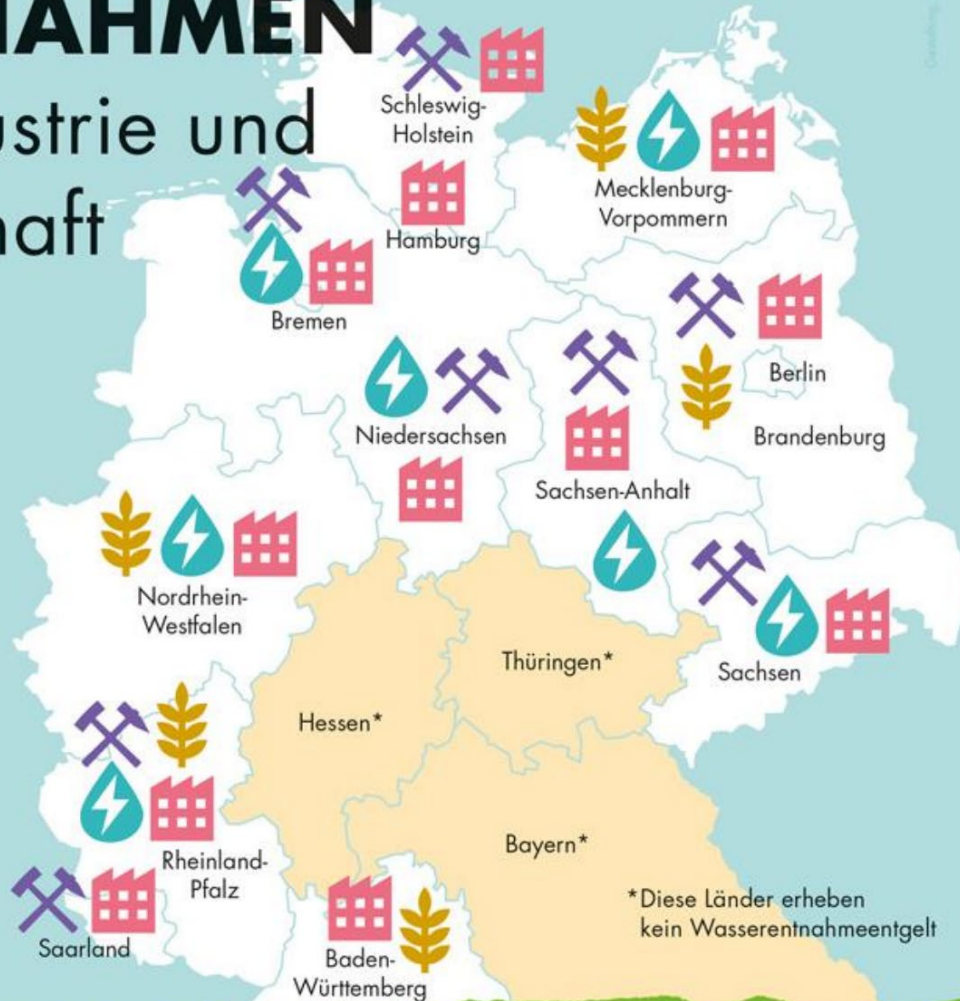 AHMEN
ustrie und
haft
Schleswig-
Holstein
Mecklenburg-
Vorpommern
Hamburg
Bremen
Berlin
Niedersachsen
Brandenburg
Sachsen-Anhalt
Nordrhein-
Westfalen
Thüringen*
Sachsen
Hessen*
Bayern*
Rheinland-
Pfalz
*Diese Länder erheben
kein Wasserentnahmeentgelt
Saarland
Baden-
Württemberg